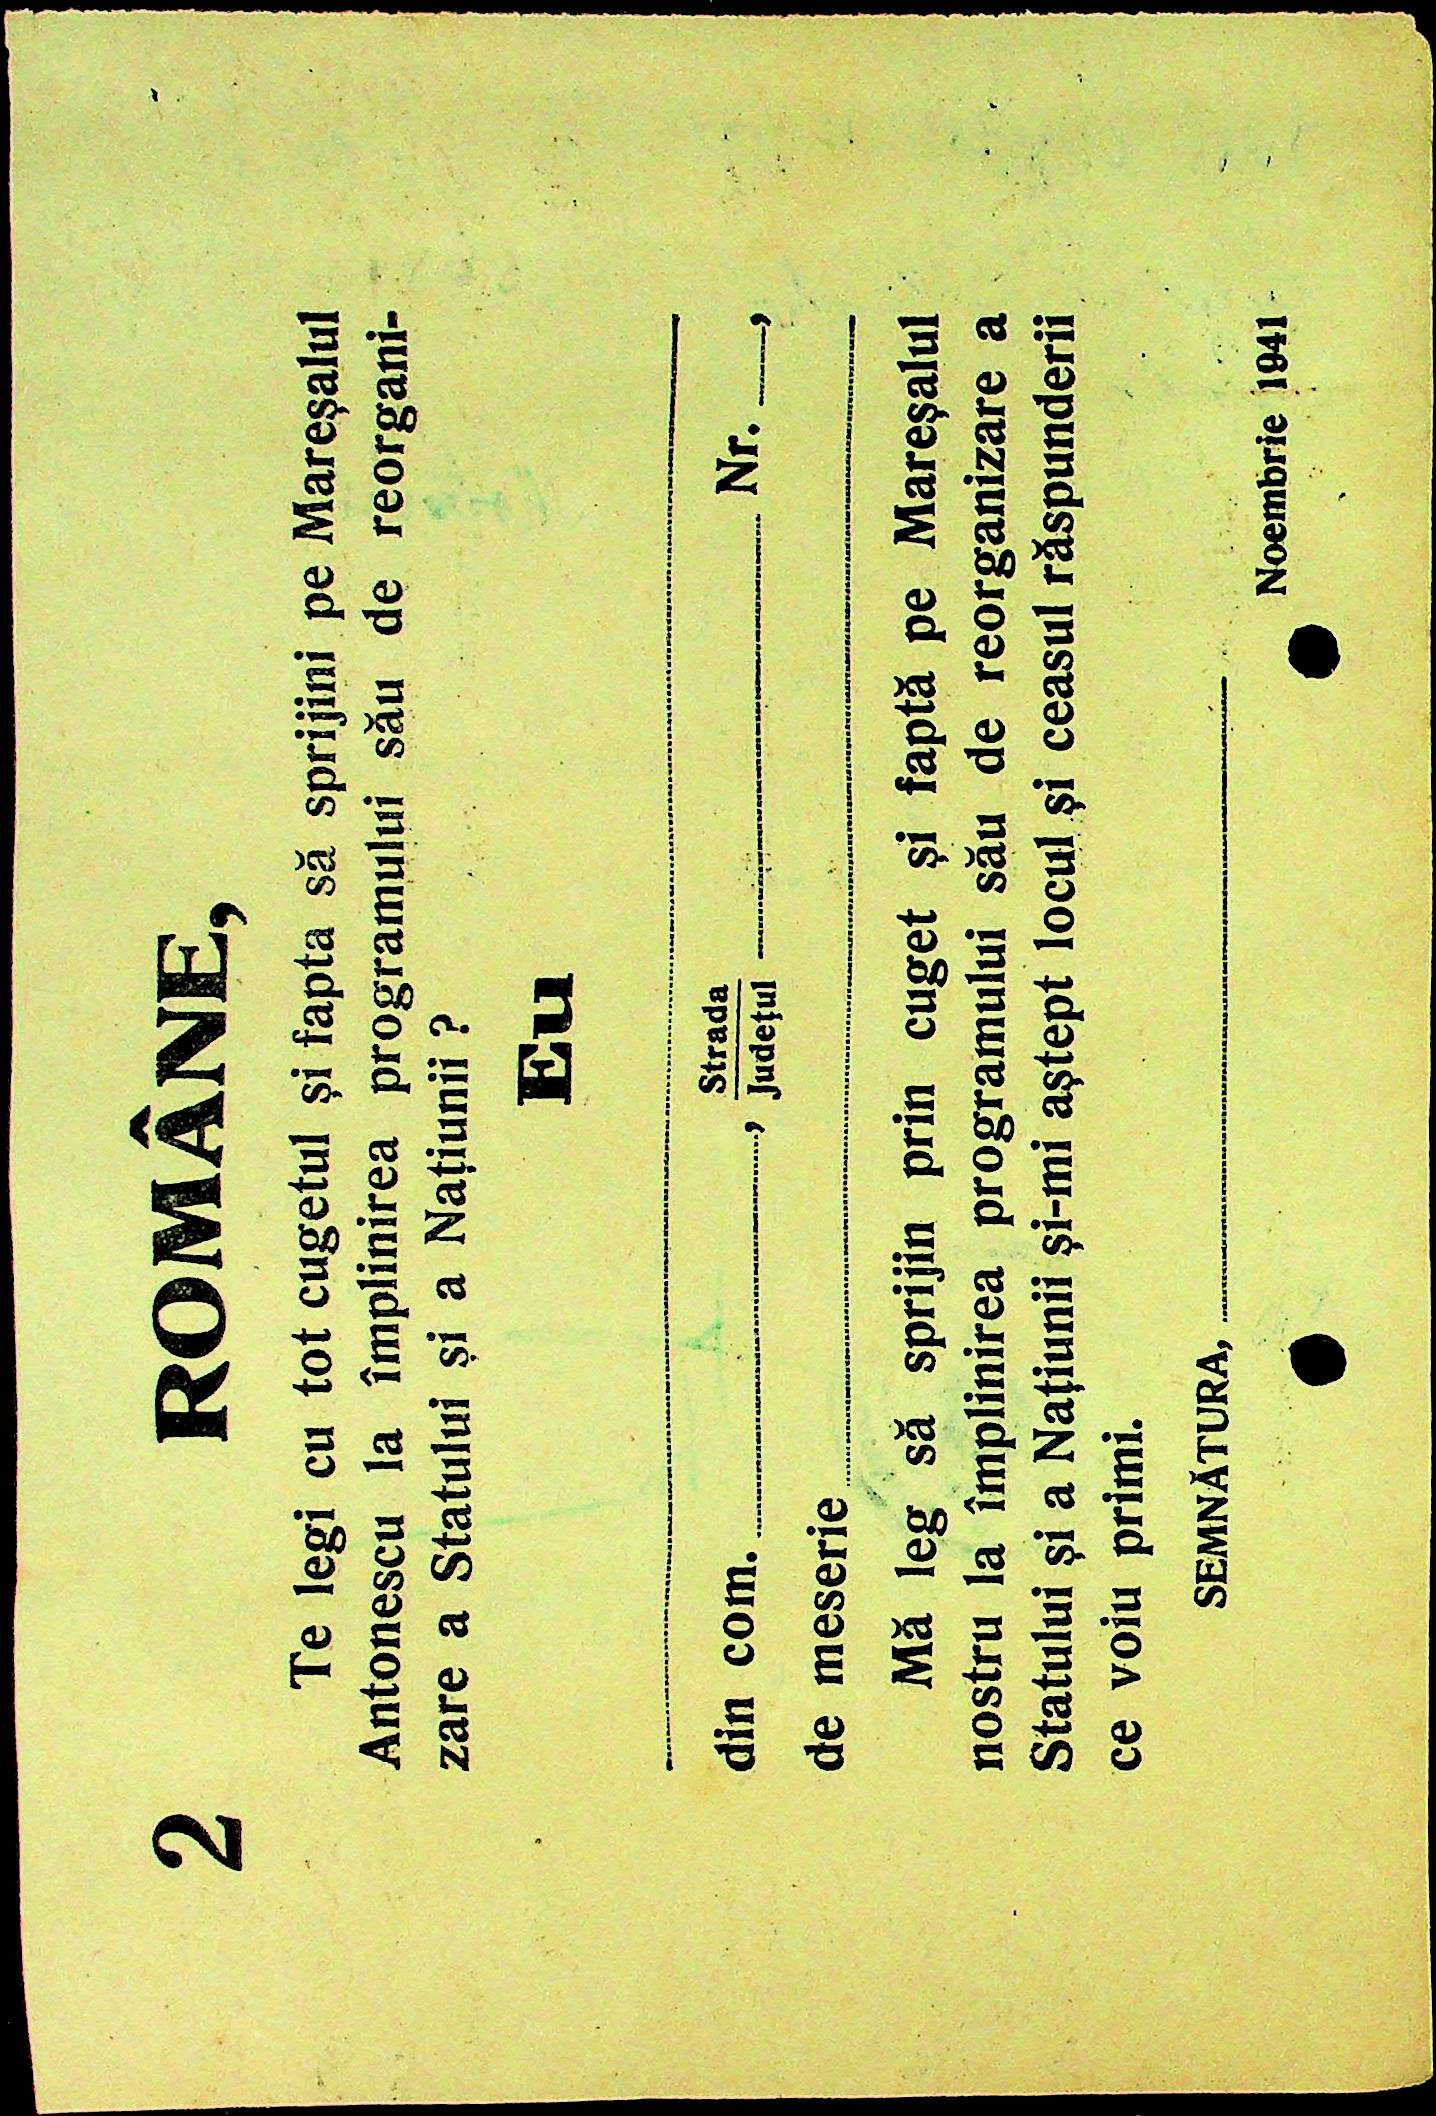 2 ROMÂNE,
Te legi cu tot cugetul și fapta să sprijini pe Mareșalul
Antonescu la împlinirea programului său de reorgani-
zare a Statului și a Națiunii ?
Eu
din com. , Strada
Județul Nr. ,
de meserie
Mă leg să sprijin prin cuget și faptă pe Mareșalul
nostru la împlinirea programului său de reorganizare a
Statului și a Națiunii și-mi aștept locul și ceasul răspunderii
ce voiu primi.
SEMNĂTURA,
Noembrie 1941